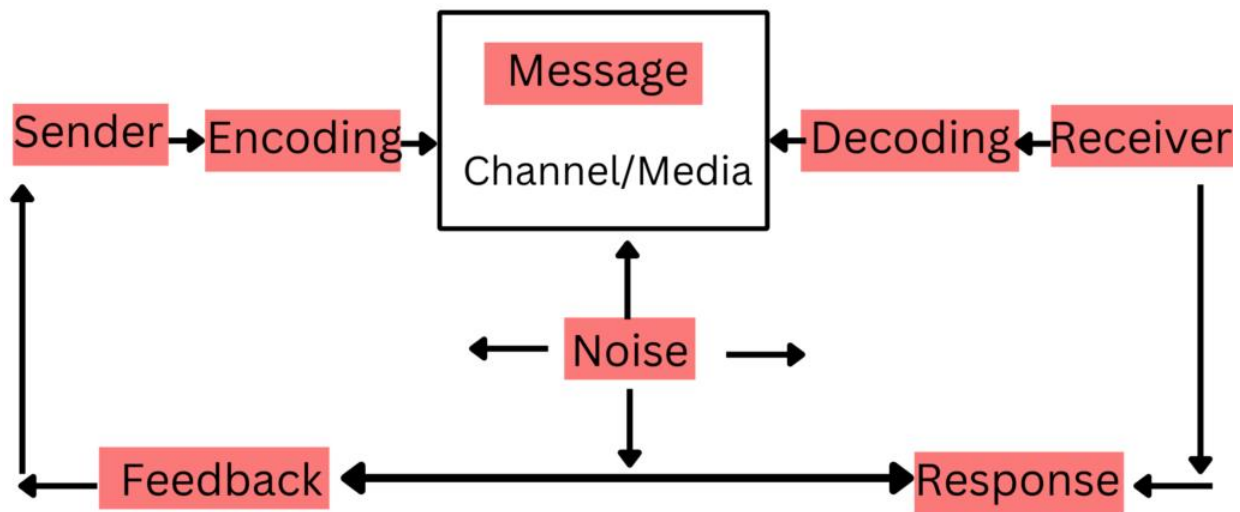 Message
Sender
Encoding
Channel/Media
Decoding
Receiver
Noise
Feedback
Response